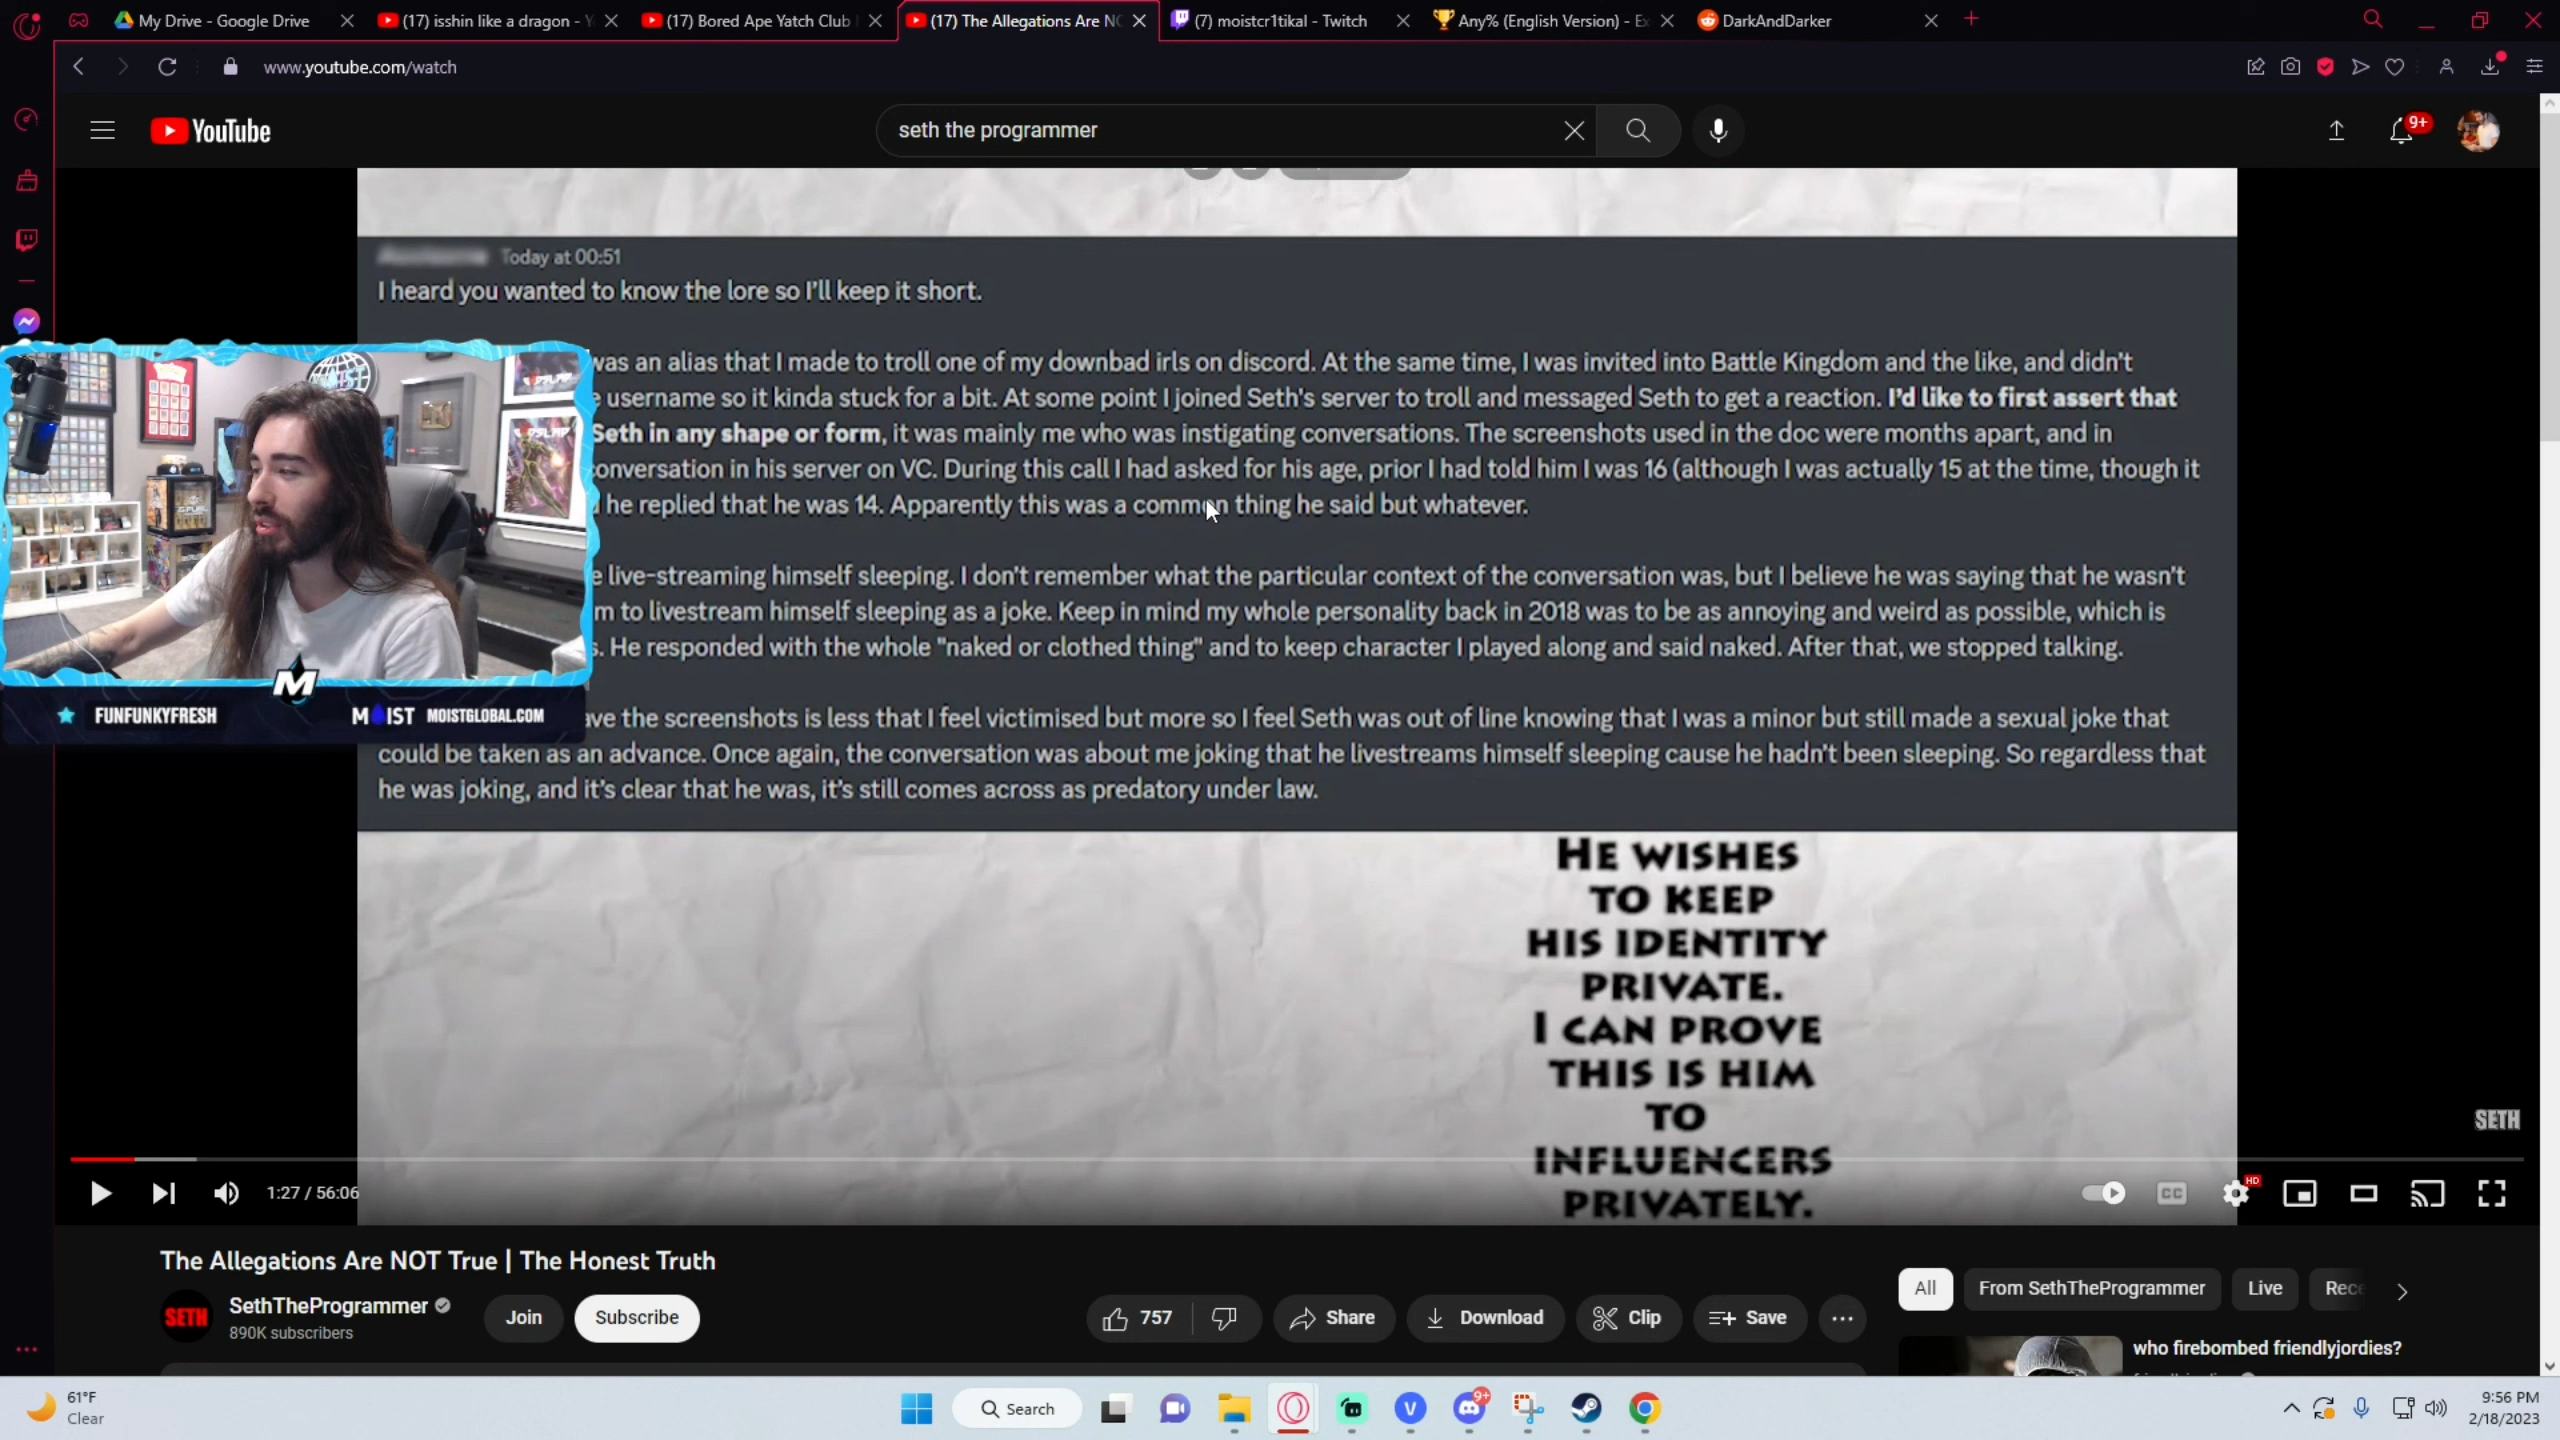 My Drive - Google Drive
(17) isshin like a dragon -
(17) Bored Ape Yatch Club
(17) The Allegations Are
(7) moistcr1tikal - Twitch
Any% (English Version) -
DarkAndDarker
www.youtube.com/watch
YouTube
seth the programmer
9+
Today at 00:51
I heard you wanted to know the lore so I'll keep it short.
was an alias that I made to troll one of my downbad irls on discord. At the same time, I was invited into Battle Kingdom and the like, and didn't
username so it kinda stuck for a bit. At some point I joined Seth's server to troll and messaged Seth to get a reaction. I'd like to first assert that
Seth in any shape or form, it was mainly me who was instigating conversations. The screenshots used in the doc were months apart, and in
conversation in his server on VC. During this call I had asked for his age, prior I had told him I was 16 (although I was actually 15 at the time, though it
he replied that he was 14. Apparently this was a common thing he said but whatever.
live-streaming himself sleeping. I don't remember what the particular context of the conversation was, but I believe he was saying that he wasn't
to livestream himself sleeping as a joke. Keep in mind my whole personality back in 2018 was to be as annoying and weird as possible, which is
He responded with the whole "naked or clothed thing" and to keep character I played along and said naked. After that, we stopped talking.
the screenshots is less that I feel victimised but more so I feel Seth was out of line knowing that I was a minor but still made a sexual joke that
could be taken as an advance. Once again, the conversation was about me joking that he livestreams himself sleeping cause he hadn't been sleeping. So regardless that
he was joking, and it's clear that he was, it's still comes across as predatory under law.
FUNFUNKYFRESH
M
MOIST MOISTGLOBAL.COM
HE WISHES
TO KEEP
HIS IDENTITY
PRIVATE.
I CAN PROVE
THIS IS HIM
TO
INFLUENCERS
PRIVATELY.
SETH
1:27 / 56:06
CC
HD
The Allegations Are NOT True | The Honest Truth
SETH
SethTheProgrammer
890K subscribers
Join
Subscribe
757
Share
Download
Clip
Save
All
From SethTheProgrammer
Live
who firebombed friendlyjordies?
61°F
Clear
Search
9+
9:56 PM
2/18/2023